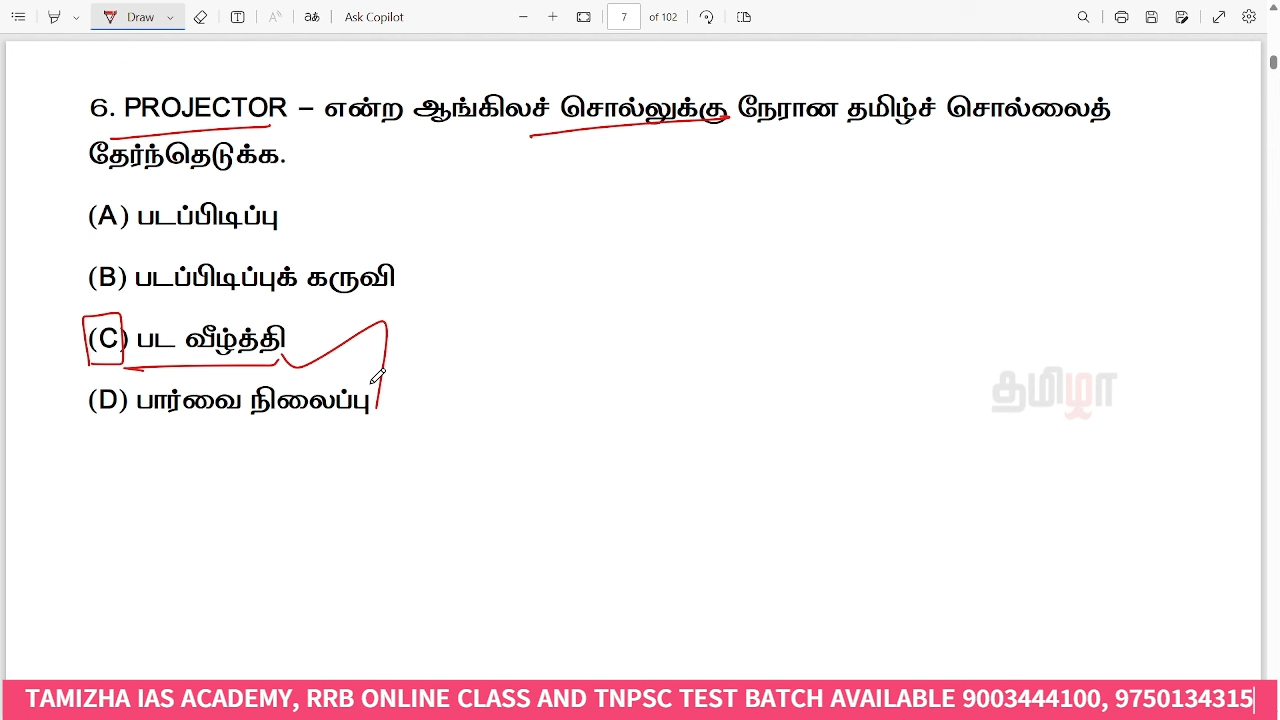 Draw
Ask Copilot
7
of 102
6. PROJECTOR – என்ற ஆங்கிலச் சொல்லுக்கு நேரான தமிழ்ச் சொல்லைத்
தேர்ந்தெடுக்க.
(A) படப்பிடிப்பு
(B) படப்பிடிப்புக் கருவி
(C) பட வீழ்த்தி
(D) பார்வை நிலைப்பு
தமிழா
TAMIZHA IAS ACADEMY, RRB ONLINE CLASS AND TNPSC TEST BATCH AVAILABLE 9003444100, 9750134315